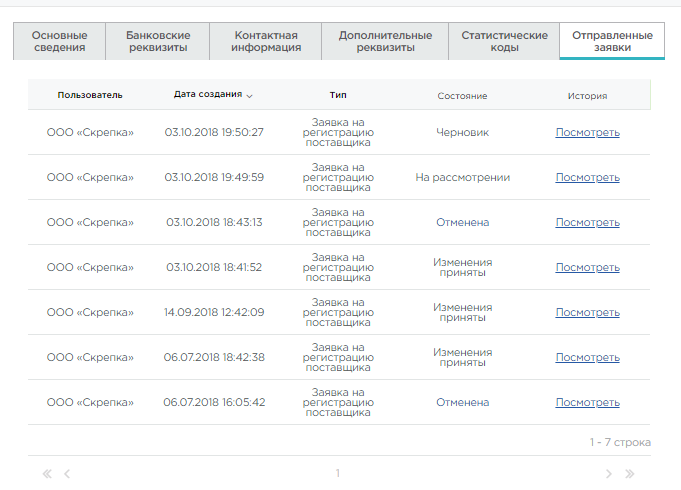 Основные
сведения
Банковские
реквизиты
Контактная
информация
Дополнительные
реквизиты
Статистические
коды
Отправленные
заявки
Пользователь
Дата создания
Тип
Состояние
История
ООО «Скрепка»
03.10.2018 19:50:27
Заявка на
регистрацию
поставщика
Черновик
Посмотреть
ООО «Скрепка»
03.10.2018 19:49:59
Заявка на
регистрацию
поставщика
На рассмотрении
Посмотреть
ООО «Скрепка»
03.10.2018 18:43:13
Заявка на
регистрацию
поставщика
Отменена
Посмотреть
ООО «Скрепка»
03.10.2018 18:41:52
Заявка на
регистрацию
поставщика
Изменения
приняты
Посмотреть
ООО «Скрепка»
14.09.2018 12:42:09
Заявка на
регистрацию
поставщика
Изменения
приняты
Посмотреть
ООО «Скрепка»
06.07.2018 18:42:38
Заявка на
регистрацию
поставщика
Изменения
приняты
Посмотреть
ООО «Скрепка»
06.07.2018 16:05:42
Заявка на
регистрацию
поставщика
Отменена
Посмотреть
1 - 7 строка
1